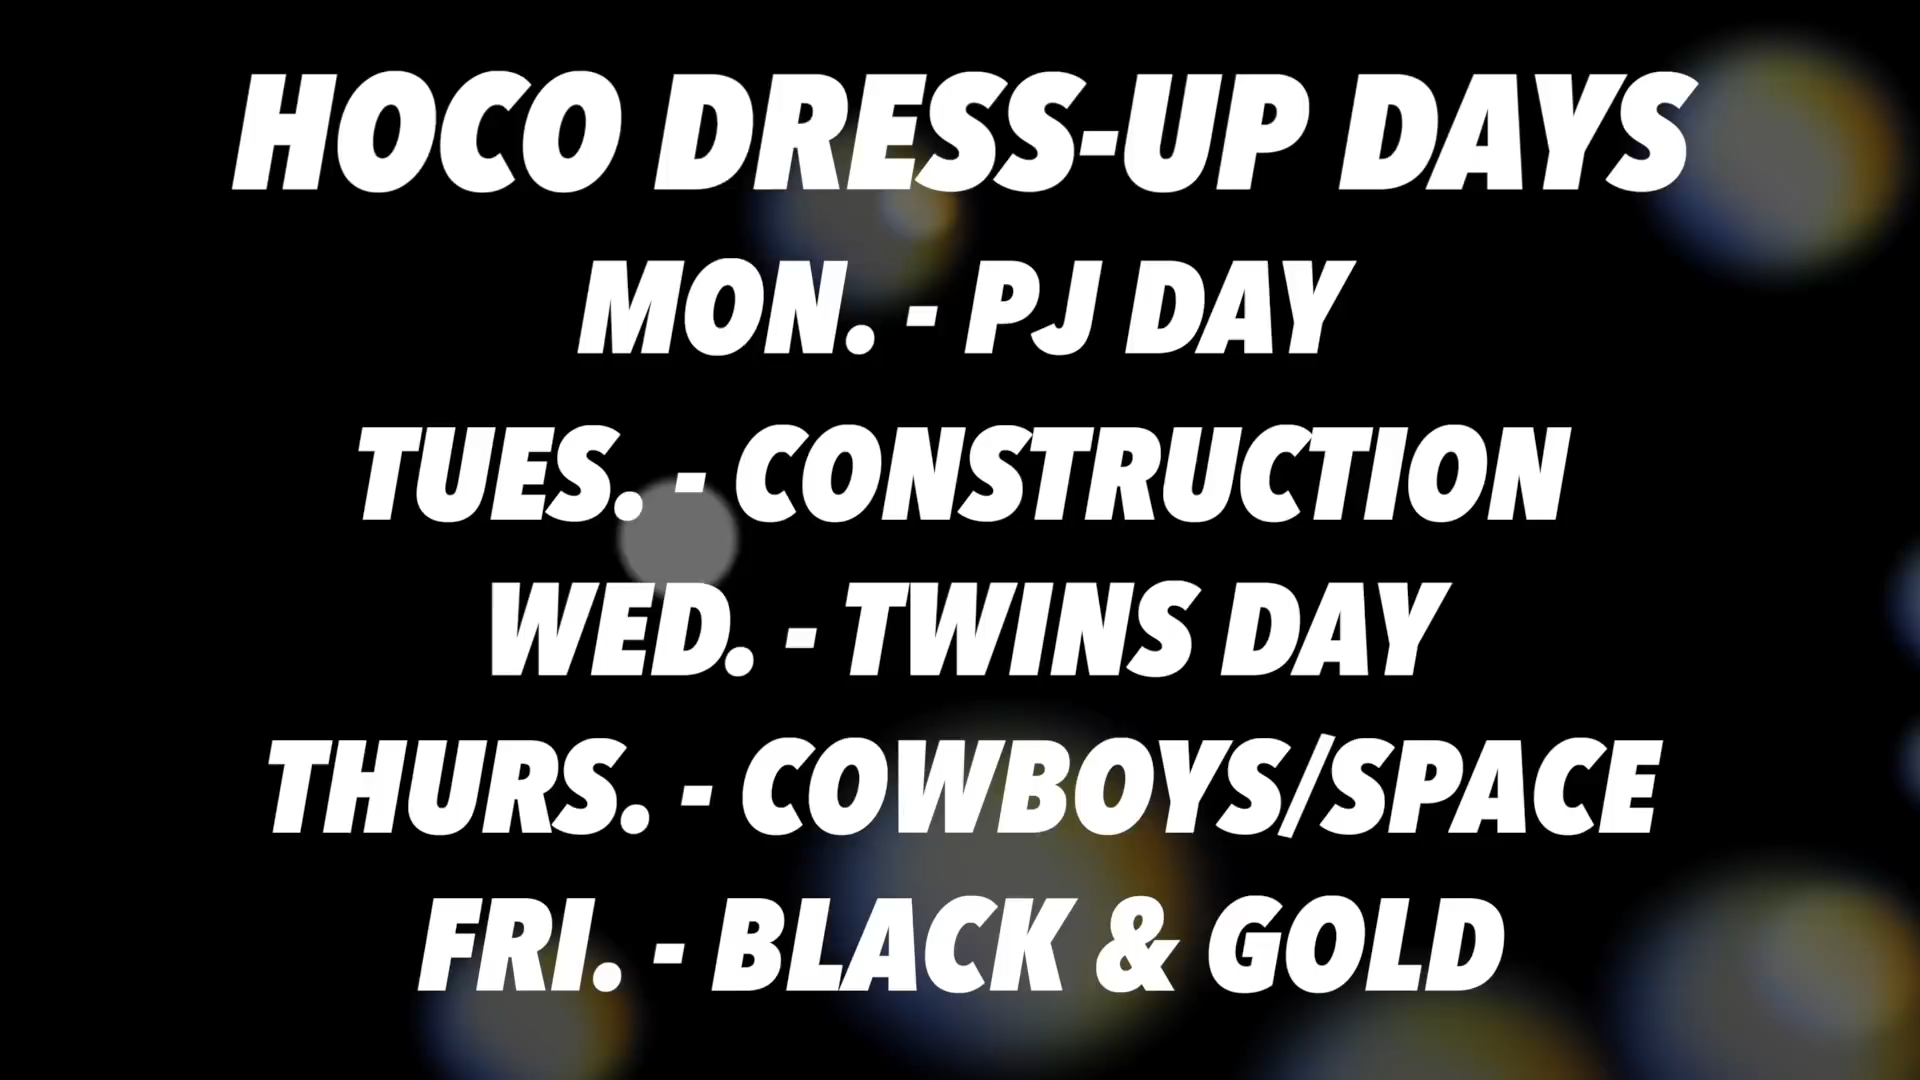 HOCO DRESS-UP DAYS
MON. - PJ DAY
TUES. - CONSTRUCTION
WED. - TWINS DAY
THURS. - COWBOYS/SPACE
FRI. - BLACK & GOLD